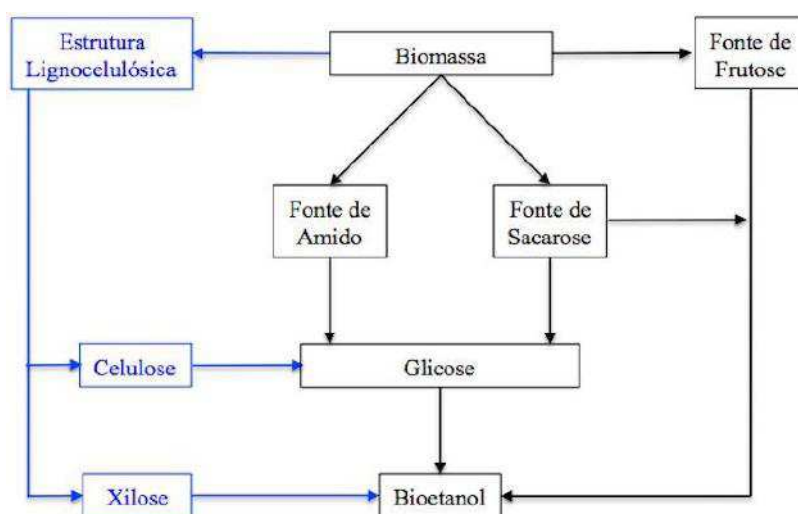 Estrutura
Lignocelulósica
Biomassa
Fonte de
Frutose
Fonte de
Amido
Fonte de
Sacarose
Celulose
Glicose
Xilose
Bioetanol